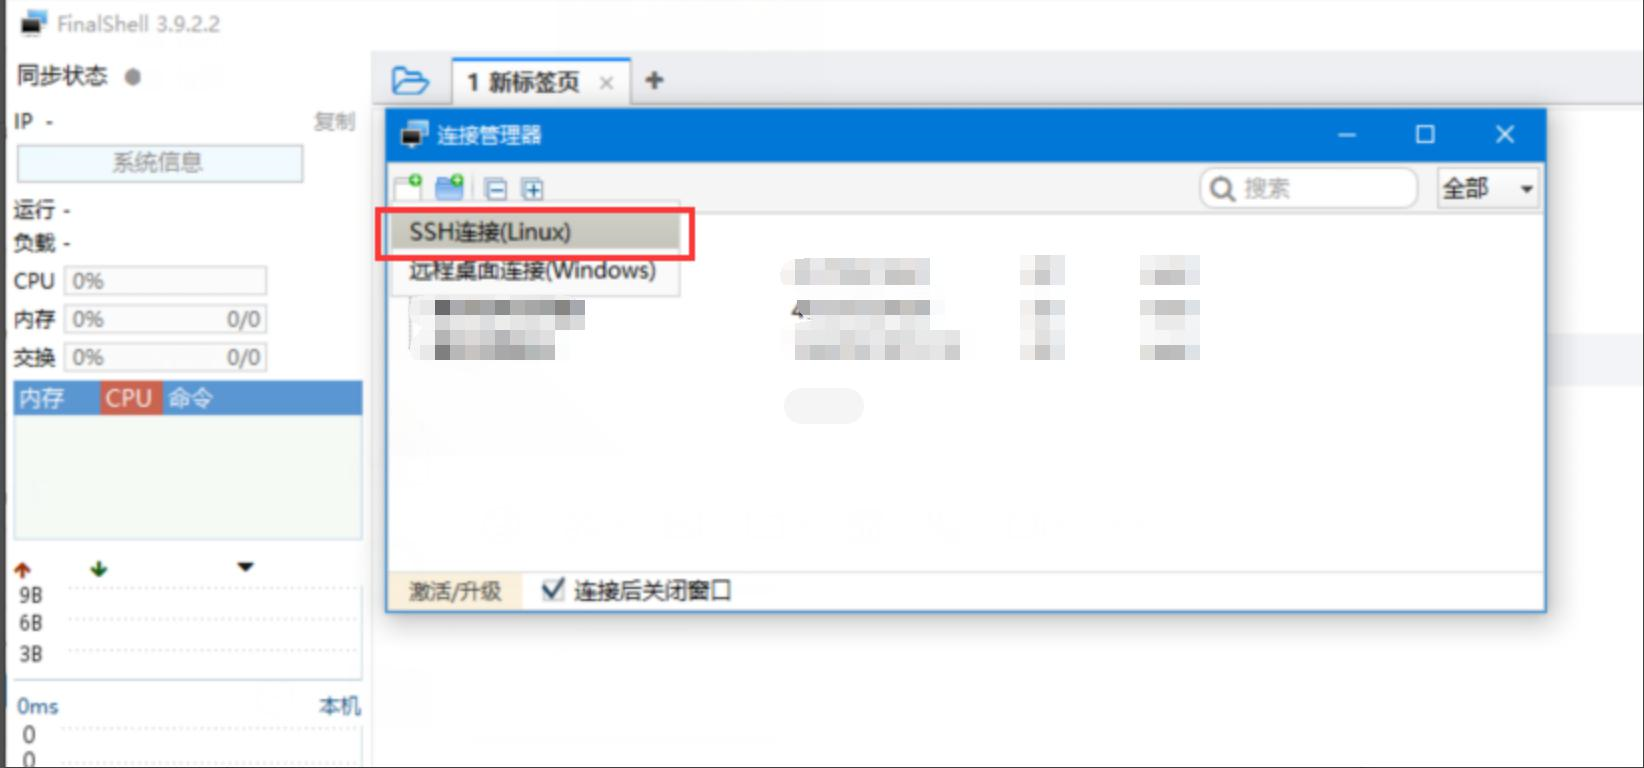 FinalShell 3.9.2.2
同步状态
IP -
复制
系统信息
运行 -
负载 -
CPU 0%
内存 0% 0/0
交换 0% 0/0
内存 CPU 命令
9B
6B
3B
0ms 本机
0
0
1 新标签页
连接管理器
搜索
全部
SSH连接(Linux)
远程桌面连接(Windows)
激活/升级
连接后关闭窗口